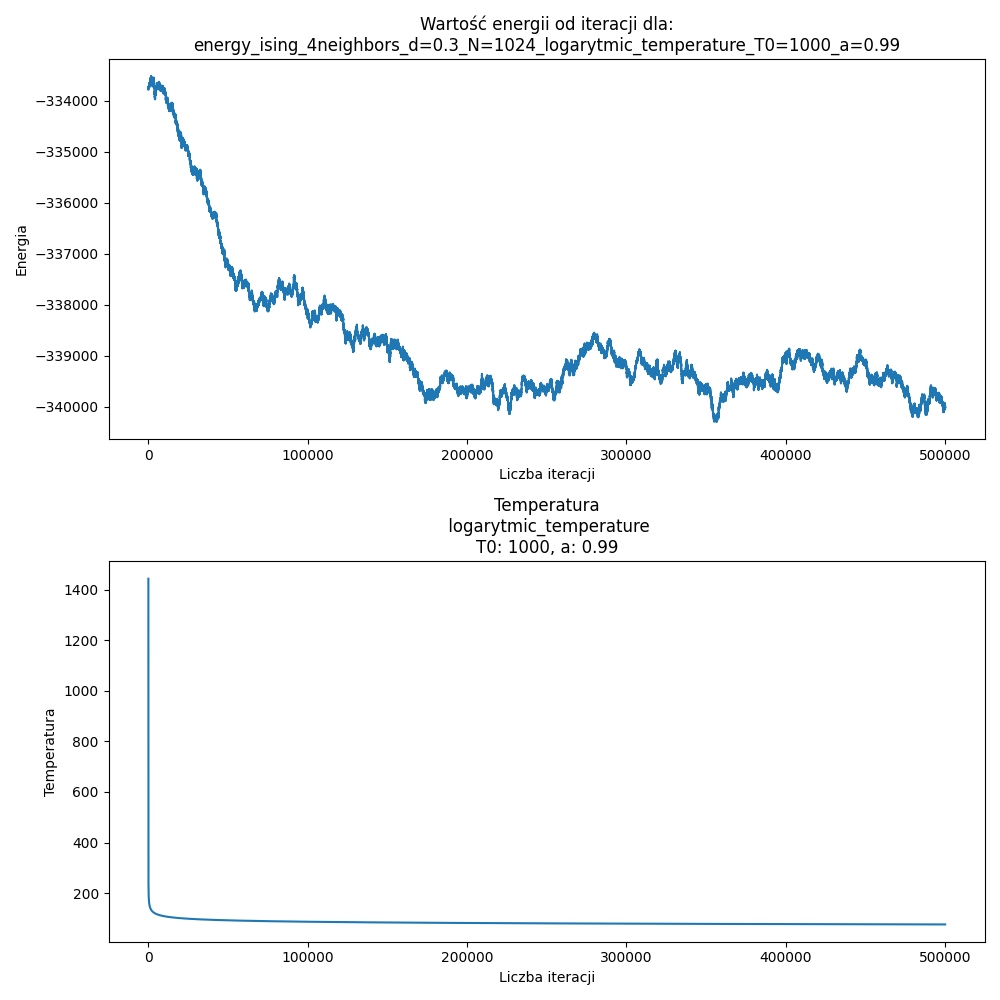 Wartość energii od iteracji dla:
energy_ising_4neighbors_d=0.3_N=1024_logarytmic_temperature_T0=1000_a=0.99
−334000
−335000
−336000
−337000
−338000
−339000
−340000
Energia
0 100000 200000 300000 400000 500000
Liczba iteracji
Temperatura
logarytmic_temperature
T0: 1000, a: 0.99
1400
1200
1000
800
600
400
200
Temperatura
0 100000 200000 300000 400000 500000
Liczba iteracji